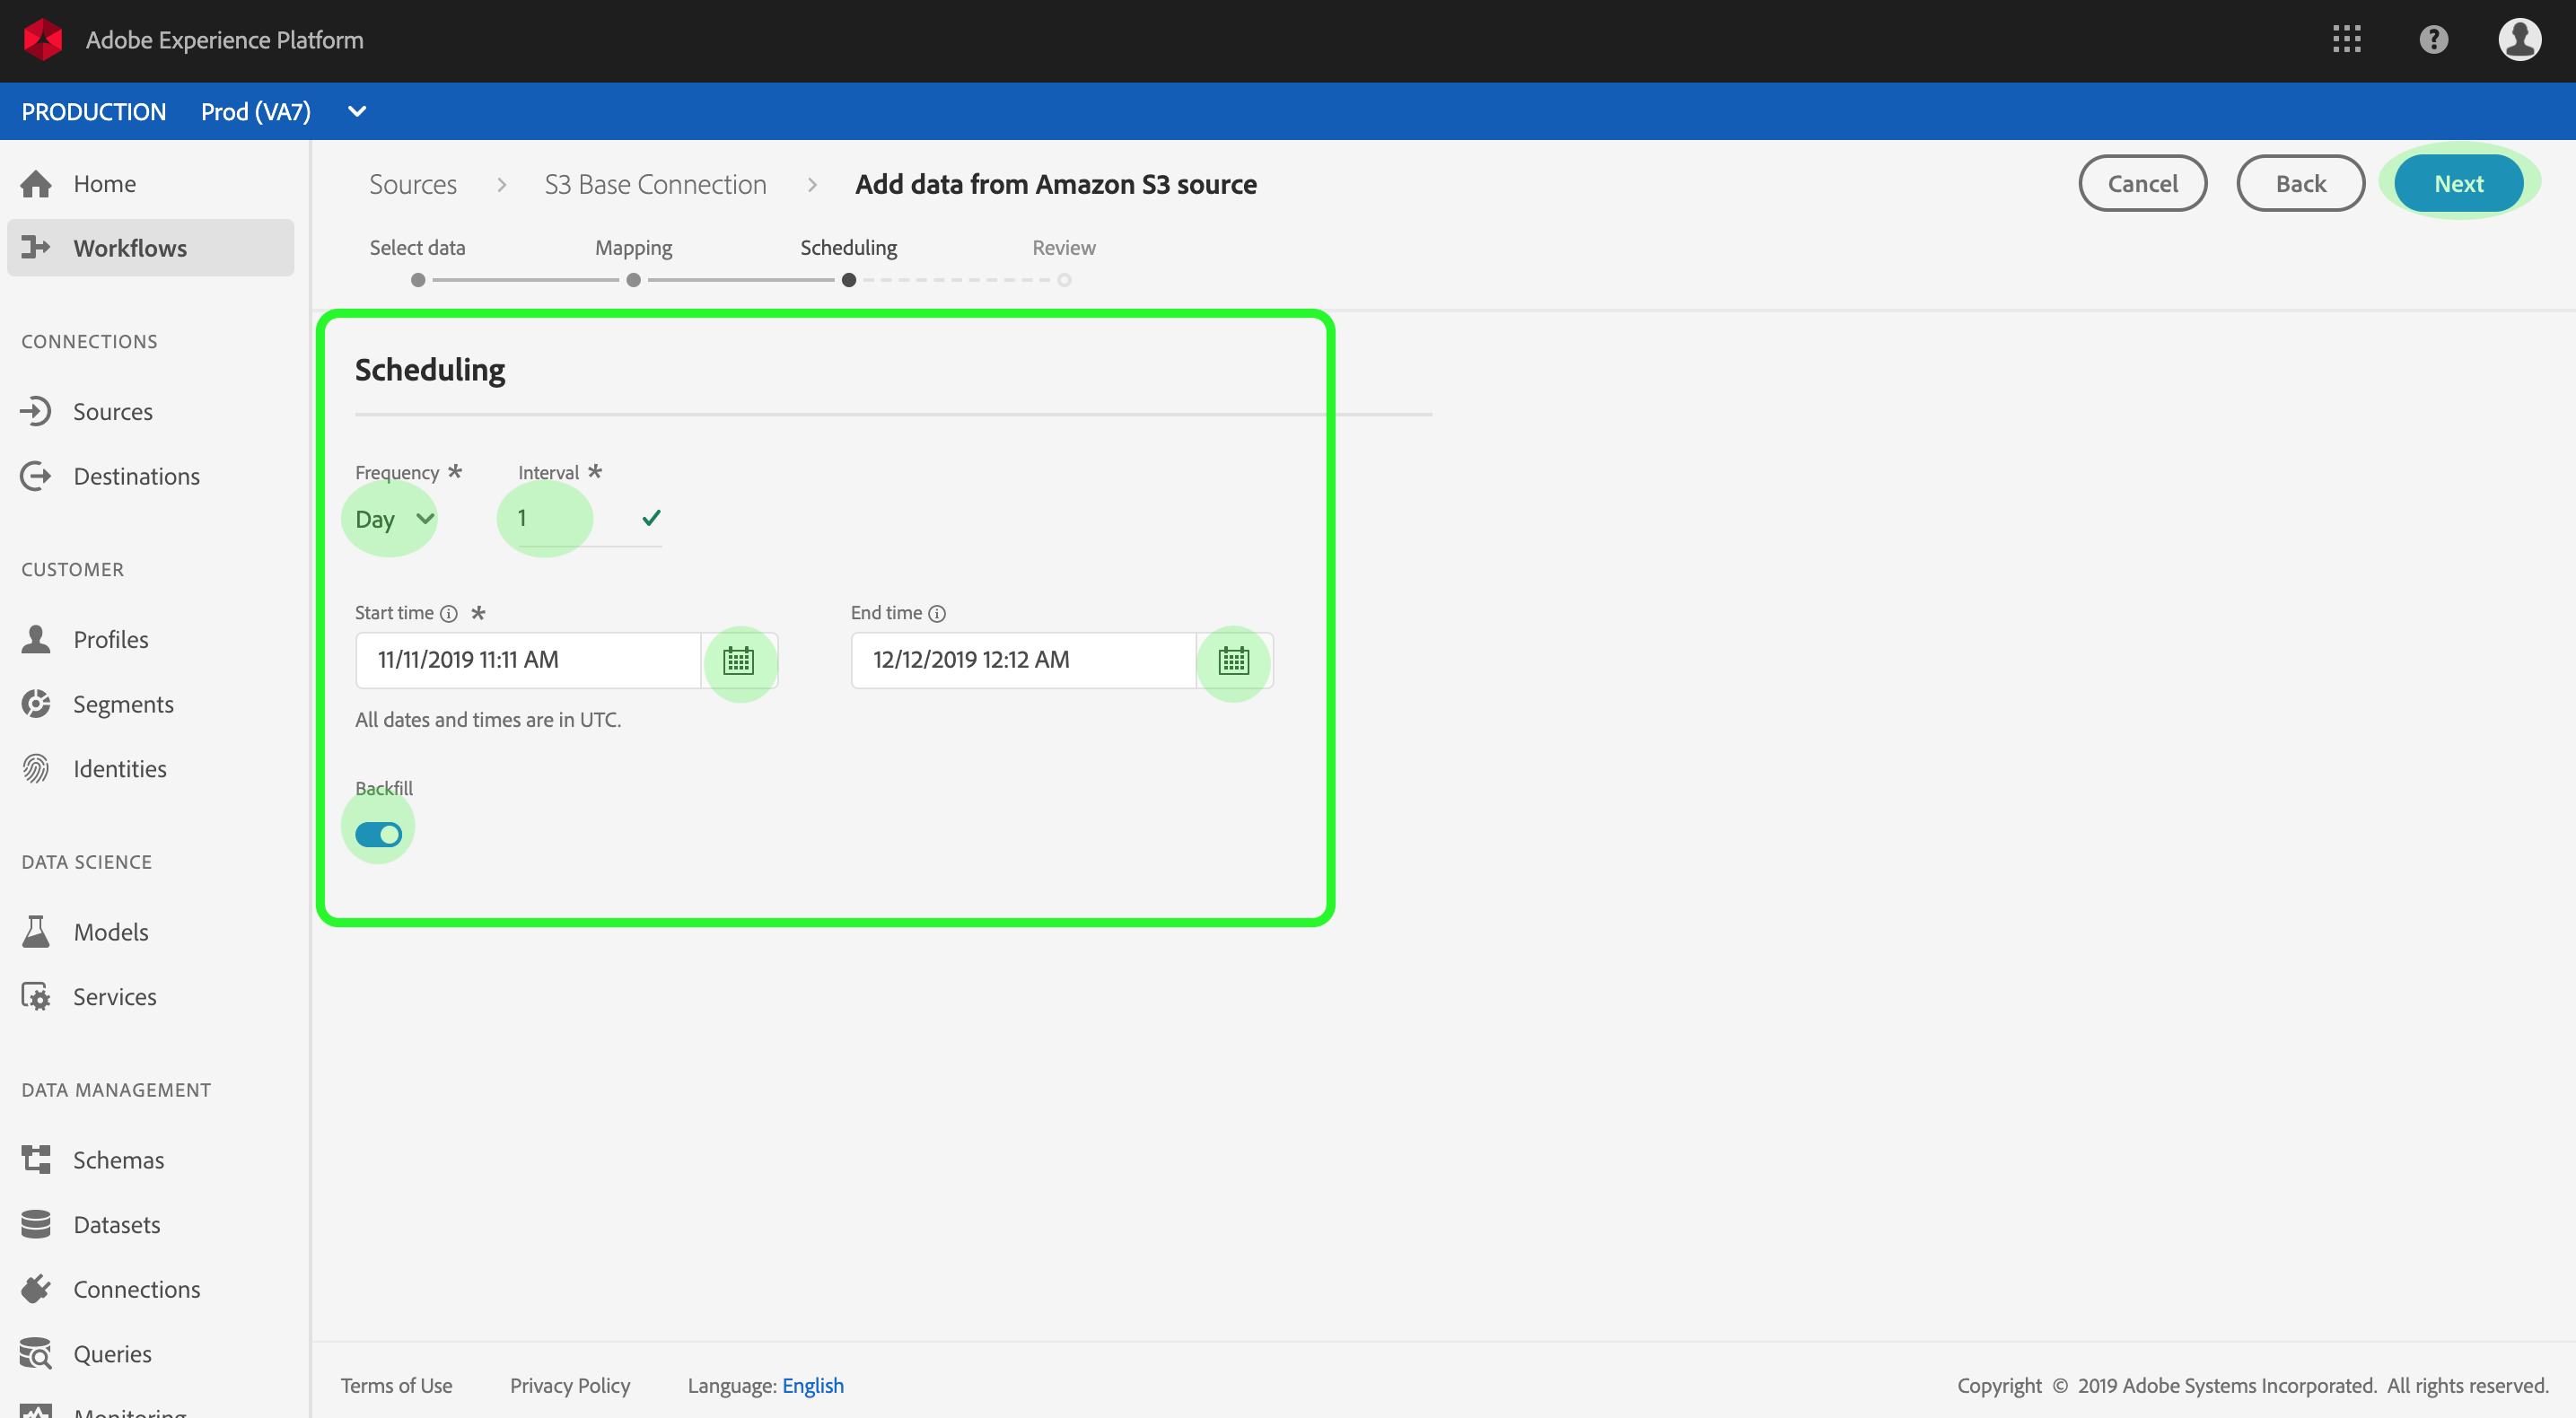 Adobe Experience Platform
PRODUCTION Prod (VA7)
Home
Workflows
CONNECTIONS
Sources
Destinations
CUSTOMER
Profiles
Segments
Identities
DATA SCIENCE
Models
Services
DATA MANAGEMENT
Schemas
Datasets
Connections
Queries
Monitoring
Sources > S3 Base Connection > Add data from Amazon S3 source
Cancel Back Next
Select data Mapping Scheduling Review
Scheduling
Frequency * Interval *
Day 1
Start time * End time
11/11/2019 11:11 AM 12/12/2019 12:12 AM
All dates and times are in UTC.
Backfill
Terms of Use Privacy Policy Language: English Copyright © 2019 Adobe Systems Incorporated. All rights reserved.